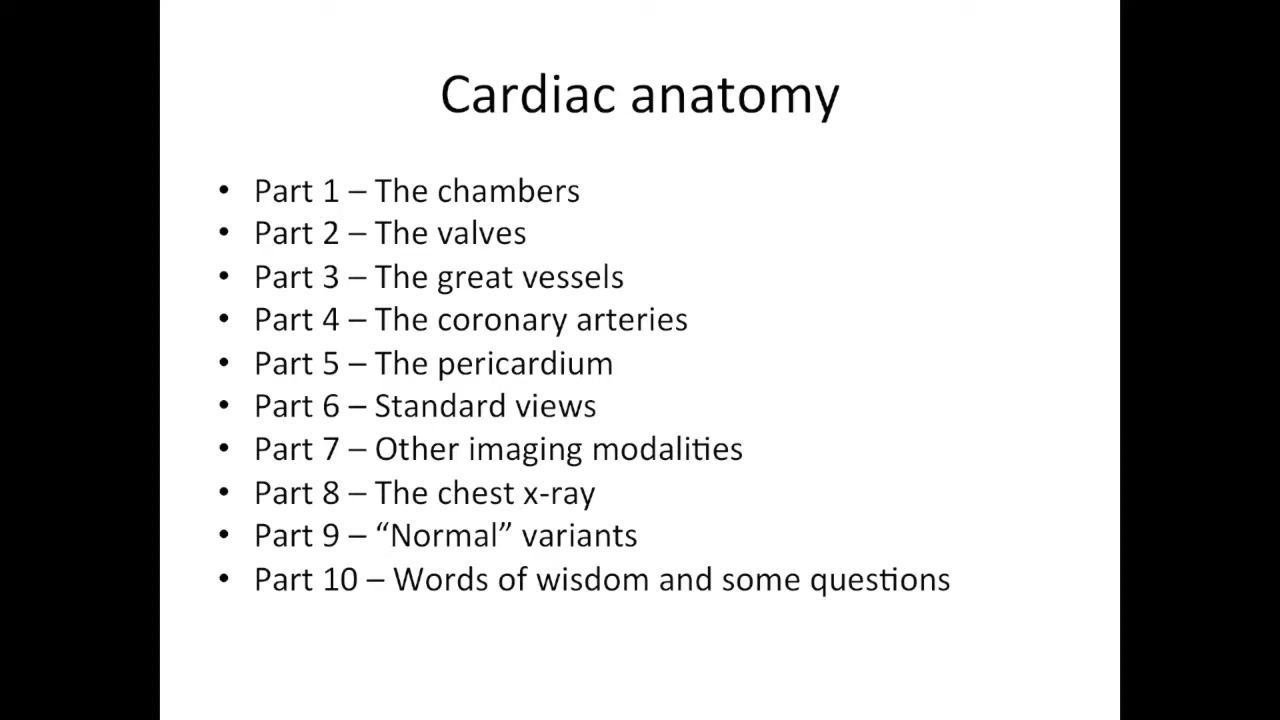 Cardiac anatomy
• Part 1 – The chambers
• Part 2 – The valves
• Part 3 – The great vessels
• Part 4 – The coronary arteries
• Part 5 – The pericardium
• Part 6 – Standard views
• Part 7 – Other imaging modalities
• Part 8 – The chest x-ray
• Part 9 – “Normal” variants
• Part 10 – Words of wisdom and some questions